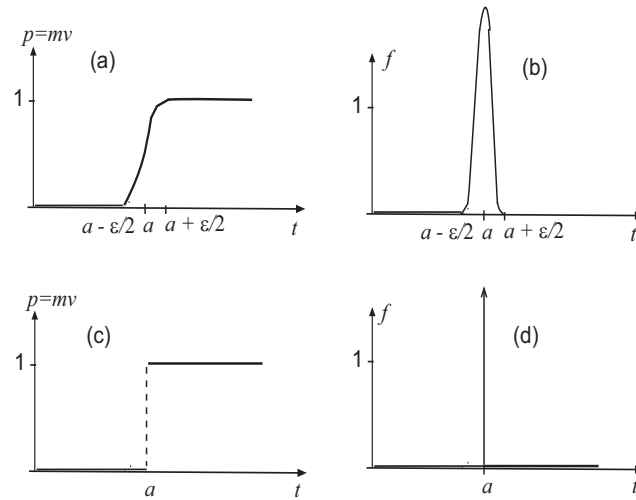 p=mv
(a)
1
a - ε/2 a a + ε/2
t
f
(b)
1
a - ε/2 a a + ε/2
t
p=mv
(c)
1
a
t
f
(d)
1
a
t